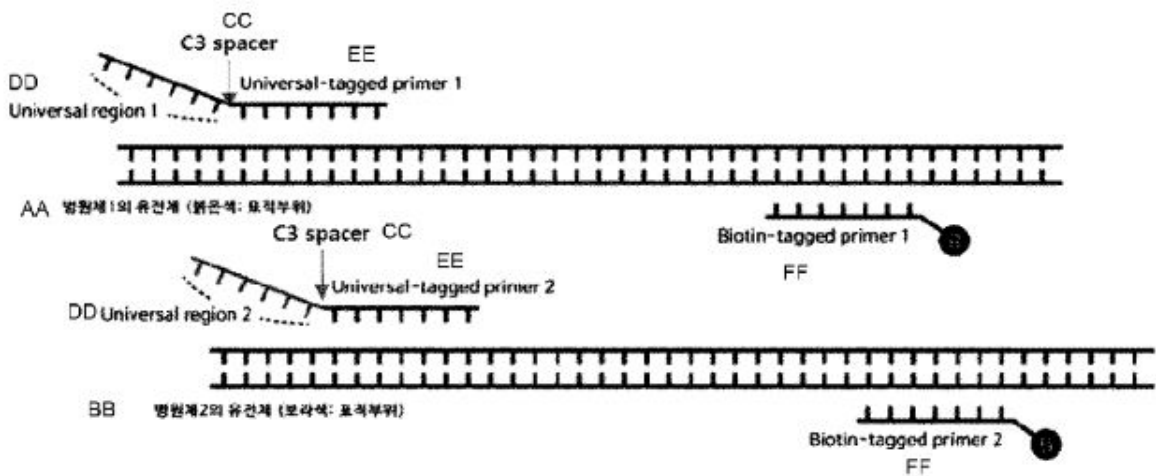 CC
C3 spacer
EE
DD
Universal-tagged primer 1
Universal region 1
AA 병원체1의 유전체 (붉은색: 표적부위)
Biotin-tagged primer 1
FF
C3 spacer CC
EE
Universal-tagged primer 2
DD Universal region 2
BB 병원체2의 유전체 (보라색: 표적부위)
Biotin-tagged primer 2
FF